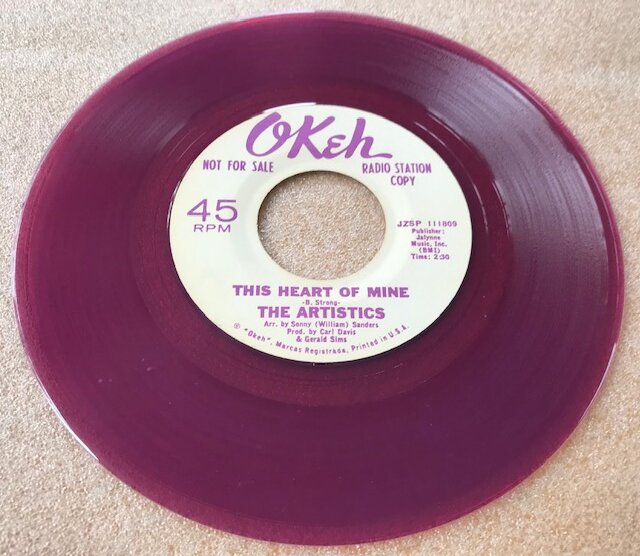 OKeh
NOT FOR SALE
RADIO STATION
COPY
45
RPM
JZSP 111809
Publisher:
Jalynne
Music, Inc.
(BMI)
Time: 2:30
THIS HEART OF MINE
-B. Strong-
THE ARTISTICS
Arr. by Sonny (William) Sanders
Prod. by Carl Davis
& Gerald Sims
℗ "Okeh", Marcas Registrada. Printed in U.S.A.